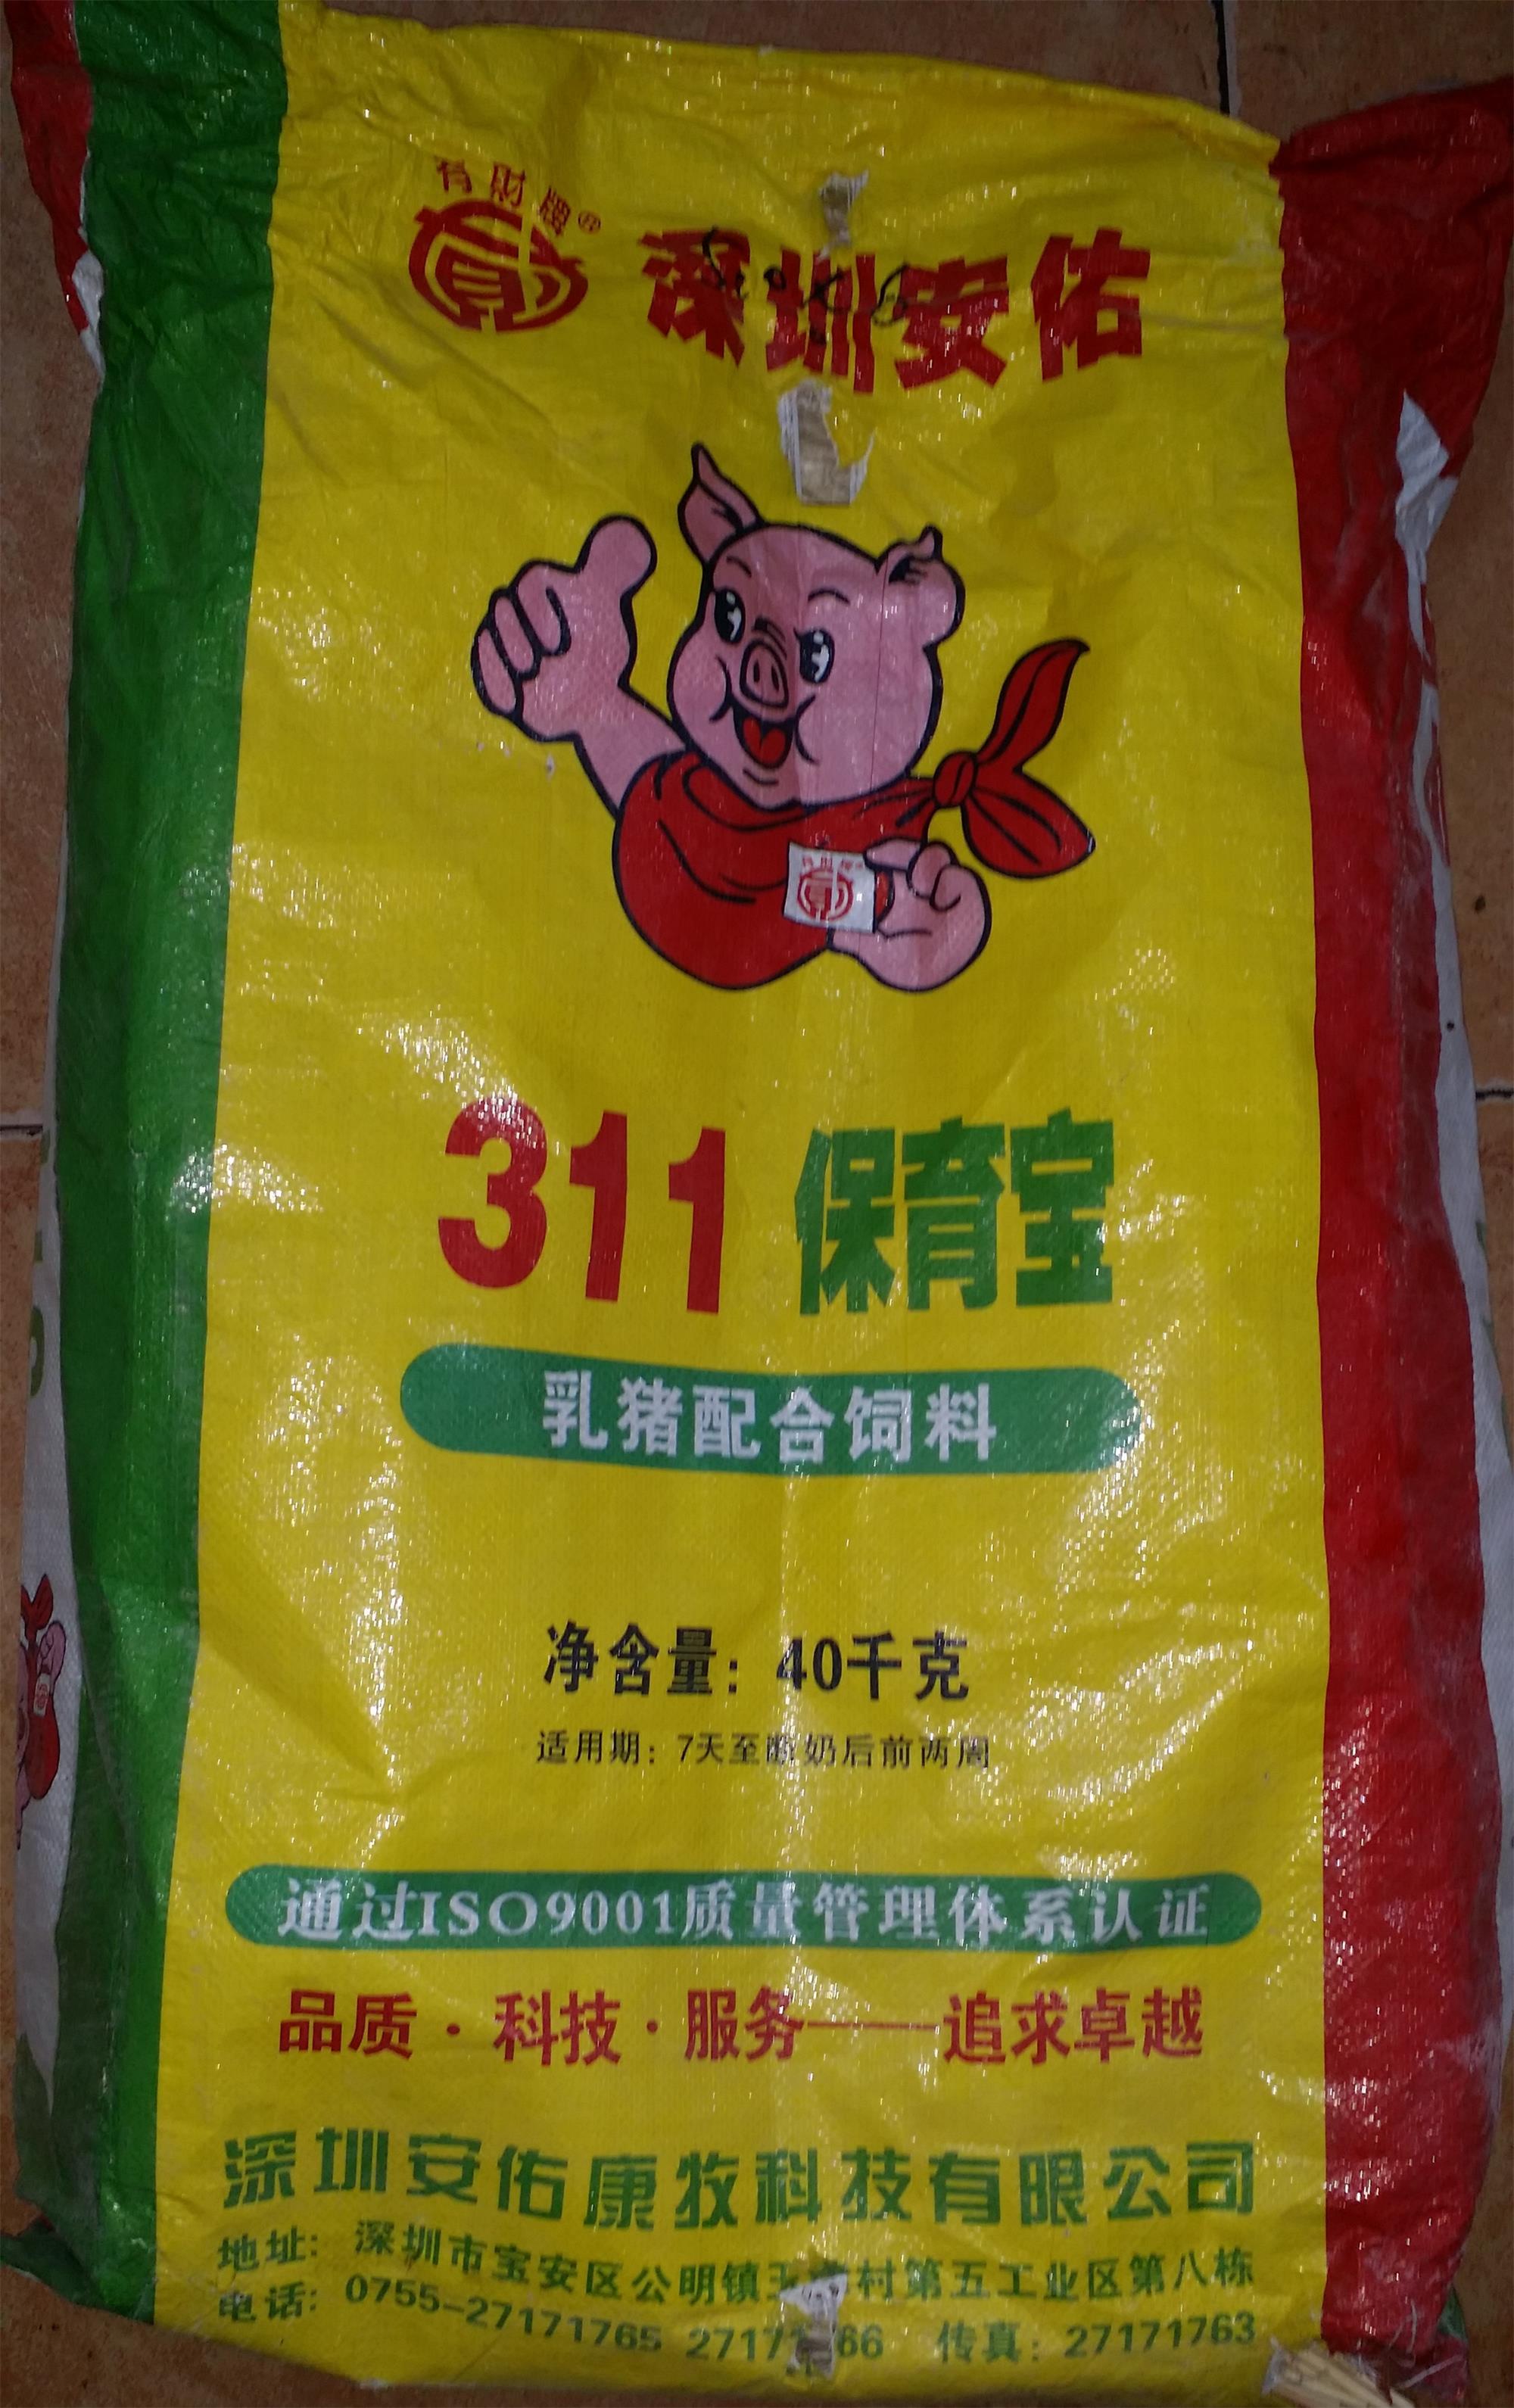 有財牌®
深圳安佑
有財牌
311 保育宝
乳猪配合饲料
净含量：40千克
适用期：7天至断奶后前两周
通过ISO9001质量管理体系认证
品质·科技·服务——追求卓越
深圳安佑康牧科技有限公司
地址：深圳市宝安区公明镇 村第五工业区第八栋
电话：0755-27171765 传真：27171763